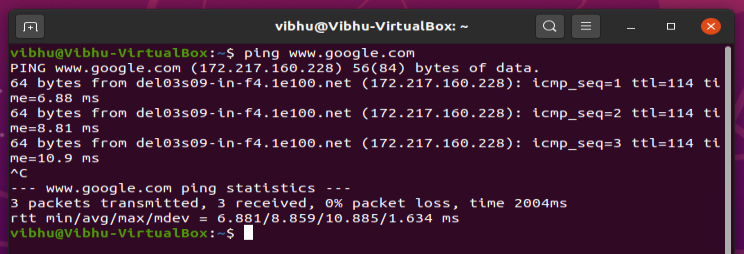 vibhu@Vibhu-VirtualBox: ~
vibhu@Vibhu-VirtualBox:~$ ping www.google.com
PING www.google.com (172.217.160.228) 56(84) bytes of data.
64 bytes from del03s09-in-f4.1e100.net (172.217.160.228): icmp_seq=1 ttl=114 ti
me=6.88 ms
64 bytes from del03s09-in-f4.1e100.net (172.217.160.228): icmp_seq=2 ttl=114 ti
me=8.81 ms
64 bytes from del03s09-in-f4.1e100.net (172.217.160.228): icmp_seq=3 ttl=114 ti
me=10.9 ms
^C
--- www.google.com ping statistics ---
3 packets transmitted, 3 received, 0% packet loss, time 2004ms
rtt min/avg/max/mdev = 6.881/8.859/10.885/1.634 ms
vibhu@Vibhu-VirtualBox:~$